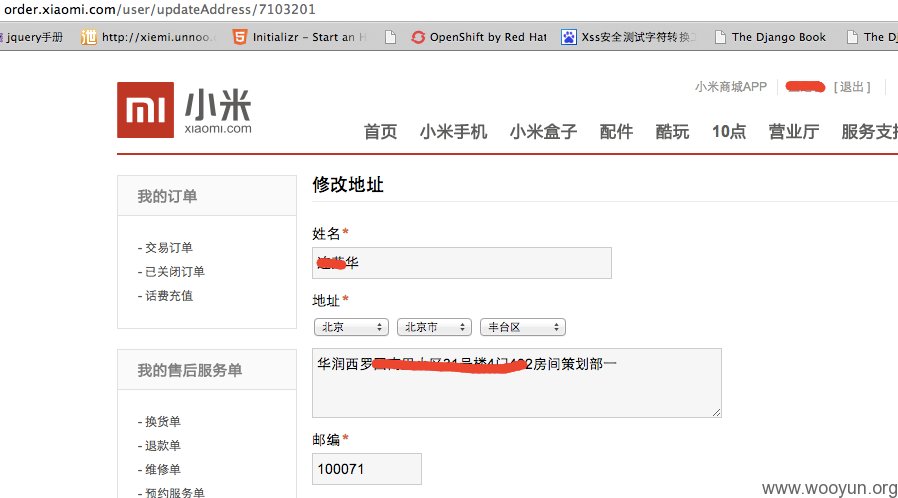 order.xiaomi.com/user/updateAddress/7103201
jquery手册 http://xiemi.unnoo. Initializr - Start an H OpenShift by Red Hat Xss安全测试字符转换 The Django Book The Dj
小米商城APP [ 退出 ]
小米
xiaomi.com
首页 小米手机 小米盒子 配件 酷玩 10点 营业厅 服务支持
我的订单
- 交易订单
- 已关闭订单
- 话费充值
我的售后服务单
- 换货单
- 退款单
- 维修单
- 预约服务单
修改地址
姓名*
华
地址*
北京 北京市 丰台区
华润西罗 2房间策划部一
邮编*
100071
www.wooyun.org